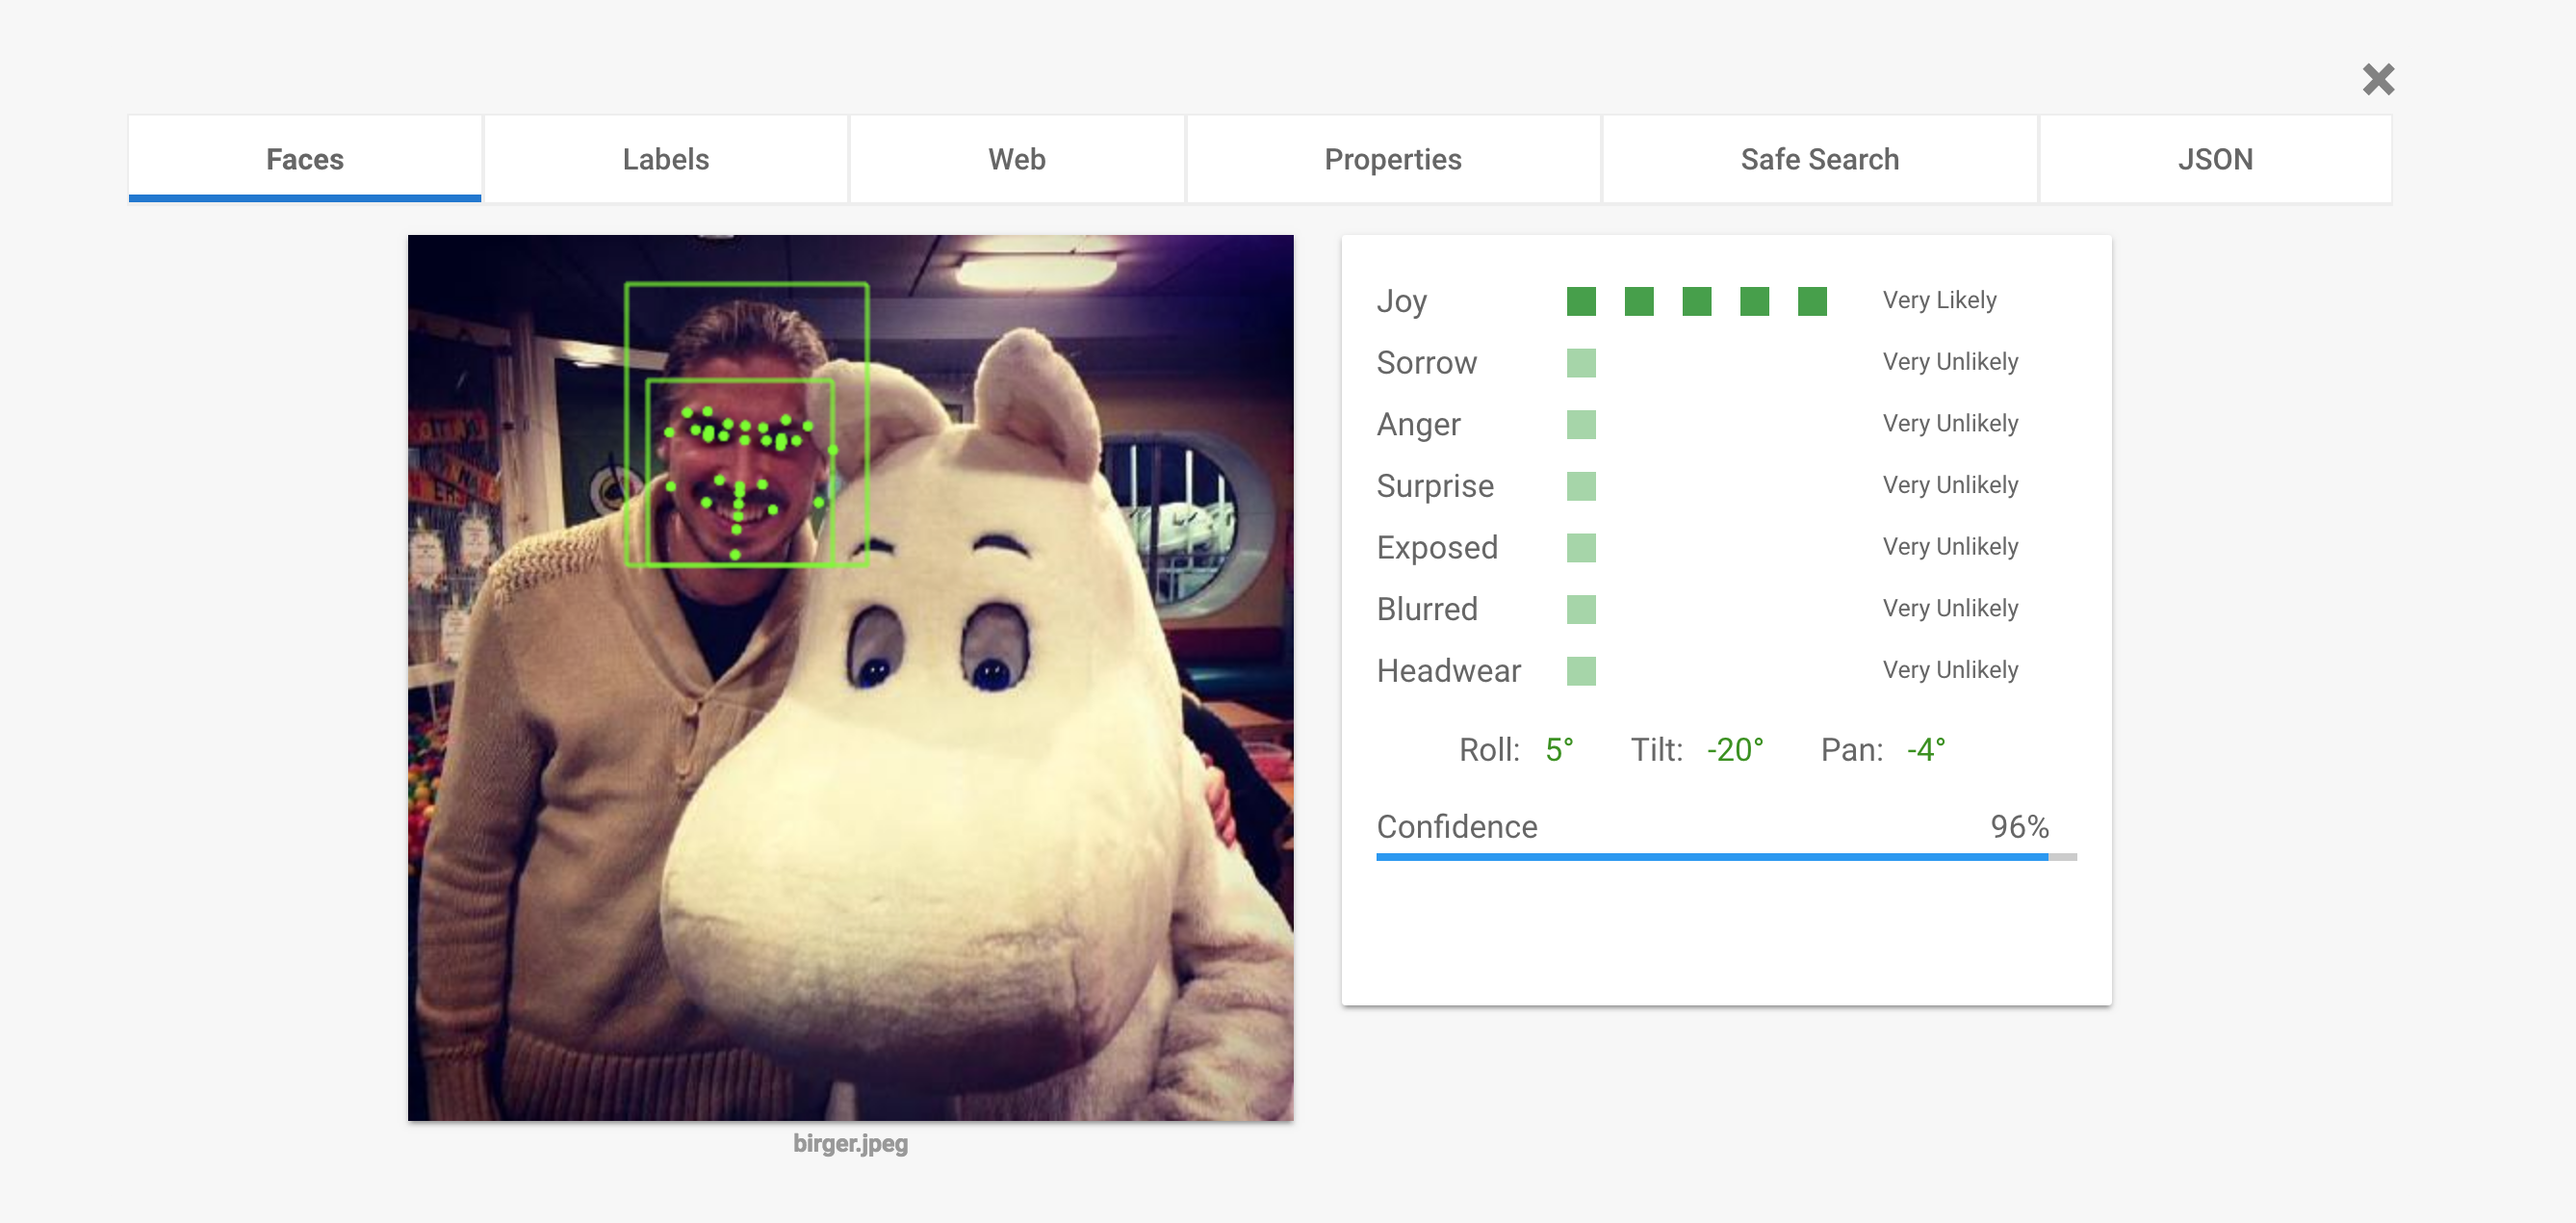 Faces Labels Web Properties Safe Search JSON
Joy Very Likely
Sorrow Very Unlikely
Anger Very Unlikely
Surprise Very Unlikely
Exposed Very Unlikely
Blurred Very Unlikely
Headwear Very Unlikely
Roll: 5° Tilt: -20° Pan: -4°
Confidence 96%
birger.jpeg